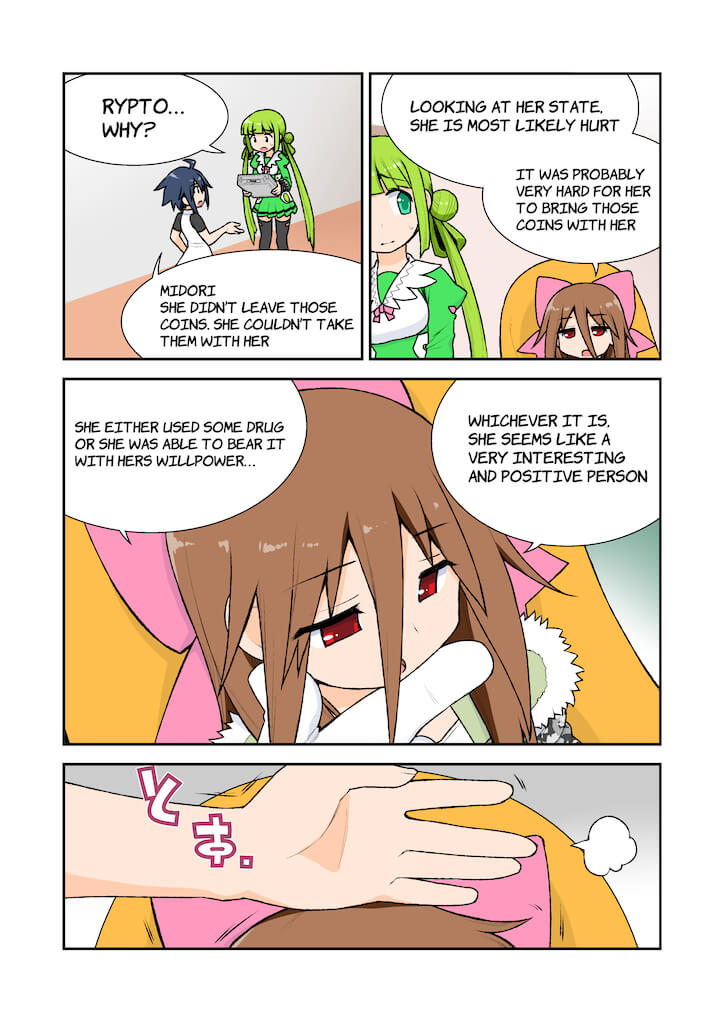 RYPTO...
WHY?
MIDORI
SHE DIDN'T LEAVE THOSE
COINS. SHE COULDN'T TAKE
THEM WITH HER
LOOKING AT HER STATE,
SHE IS MOST LIKELY HURT
IT WAS PROBABLY
VERY HARD FOR HER
TO BRING THOSE
COINS WITH HER
SHE EITHER USED SOME DRUG
OR SHE WAS ABLE TO BEAR IT
WITH HERS WILLPOWER...
WHICHEVER IT IS,
SHE SEEMS LIKE A
VERY INTERESTING
AND POSITIVE PERSON